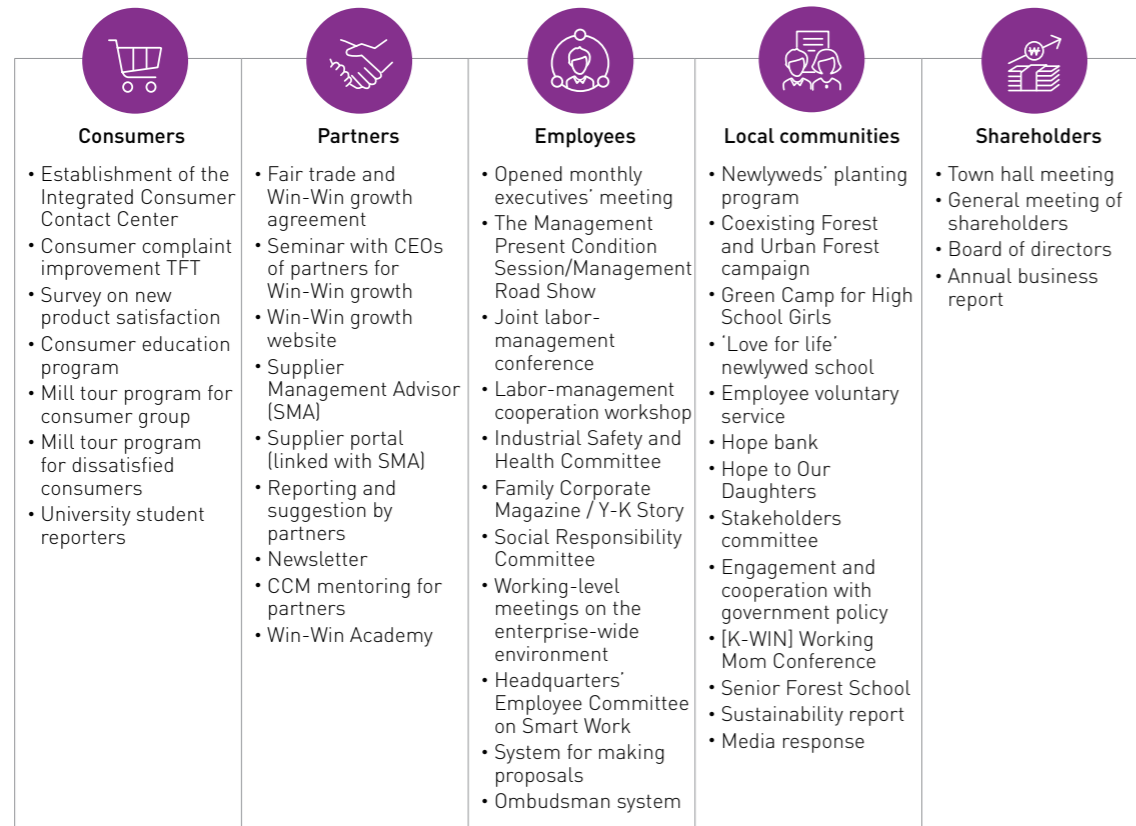 Consumers
• Establishment of the
Integrated Consumer
Contact Center
• Consumer complaint
improvement TFT
• Survey on new
product satisfaction
• Consumer education
program
• Mill tour program for
consumer group
• Mill tour program
for dissatisfied
consumers
• University student
reporters
Partners
• Fair trade and
Win-Win growth
agreement
• Seminar with CEOs
of partners for
Win-Win growth
• Win-Win growth
website
• Supplier
Management Advisor
(SMA)
• Supplier portal
(linked with SMA)
• Reporting and
suggestion by
partners
• Newsletter
• CCM mentoring for
partners
• Win-Win Academy
Employees
• Opened monthly
executives’ meeting
• The Management
Present Condition
Session/Management
Road Show
• Joint labor-
management
conference
• Labor-management
cooperation workshop
• Industrial Safety and
Health Committee
• Family Corporate
Magazine / Y-K Story
• Social Responsibility
Committee
• Working-level
meetings on the
enterprise-wide
environment
• Headquarters’
Employee Committee
on Smart Work
• System for making
proposals
• Ombudsman system
Local communities
• Newlyweds’ planting
program
• Coexisting Forest
and Urban Forest
campaign
• Green Camp for High
School Girls
• ‘Love for life’
newlywed school
• Employee voluntary
service
• Hope bank
• Hope to Our
Daughters
• Stakeholders
committee
• Engagement and
cooperation with
government policy
• [K-WIN] Working
Mom Conference
• Senior Forest School
• Sustainability report
• Media response
₩
Shareholders
• Town hall meeting
• General meeting of
shareholders
• Board of directors
• Annual business
report